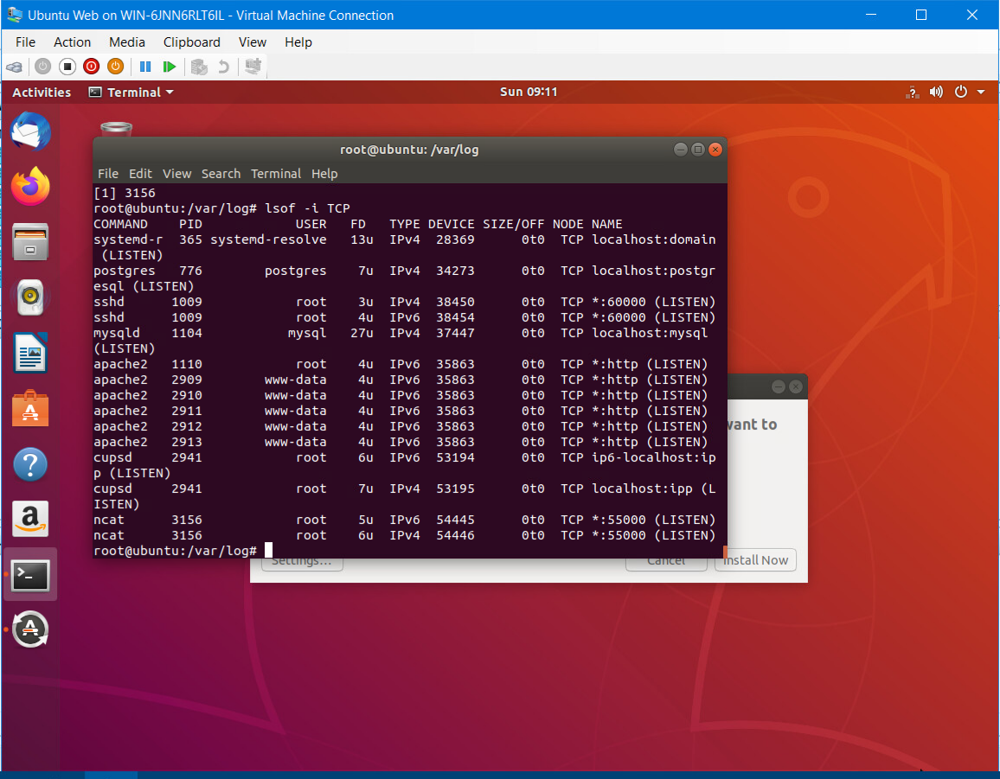 Ubuntu Web on WIN-6JNN6RLT6IL - Virtual Machine Connection
File Action Media Clipboard View Help
Activities Terminal Sun 09:11
root@ubuntu: /var/log
File Edit View Search Terminal Help
[1] 3156
root@ubuntu:/var/log# lsof -i TCP
COMMAND PID USER FD TYPE DEVICE SIZE/OFF NODE NAME
systemd-r 365 systemd-resolve 13u IPv4 28369 0t0 TCP localhost:domain
(LISTEN)
postgres 776 postgres 7u IPv4 34273 0t0 TCP localhost:postgr
esql (LISTEN)
sshd 1009 root 3u IPv4 38450 0t0 TCP *:60000 (LISTEN)
sshd 1009 root 4u IPv6 38454 0t0 TCP *:60000 (LISTEN)
mysqld 1104 mysql 27u IPv4 37447 0t0 TCP localhost:mysql
(LISTEN)
apache2 1110 root 4u IPv6 35863 0t0 TCP *:http (LISTEN)
apache2 2909 www-data 4u IPv6 35863 0t0 TCP *:http (LISTEN)
apache2 2910 www-data 4u IPv6 35863 0t0 TCP *:http (LISTEN)
apache2 2911 www-data 4u IPv6 35863 0t0 TCP *:http (LISTEN)
apache2 2912 www-data 4u IPv6 35863 0t0 TCP *:http (LISTEN)
apache2 2913 www-data 4u IPv6 35863 0t0 TCP *:http (LISTEN)
cupsd 2941 root 6u IPv6 53194 0t0 TCP ip6-localhost:ip
p (LISTEN)
cupsd 2941 root 7u IPv4 53195 0t0 TCP localhost:ipp (L
ISTEN)
ncat 3156 root 5u IPv6 54445 0t0 TCP *:55000 (LISTEN)
ncat 3156 root 6u IPv4 54446 0t0 TCP *:55000 (LISTEN)
root@ubuntu:/var/log#
want to
Settings... Cancel Install Now